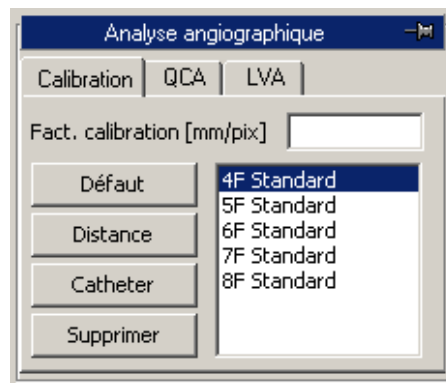 Analyse angiographique
Calibration QCA LVA
Fact. calibration [mm/pix]
Défaut
Distance
Catheter
Supprimer
4F Standard
5F Standard
6F Standard
7F Standard
8F Standard